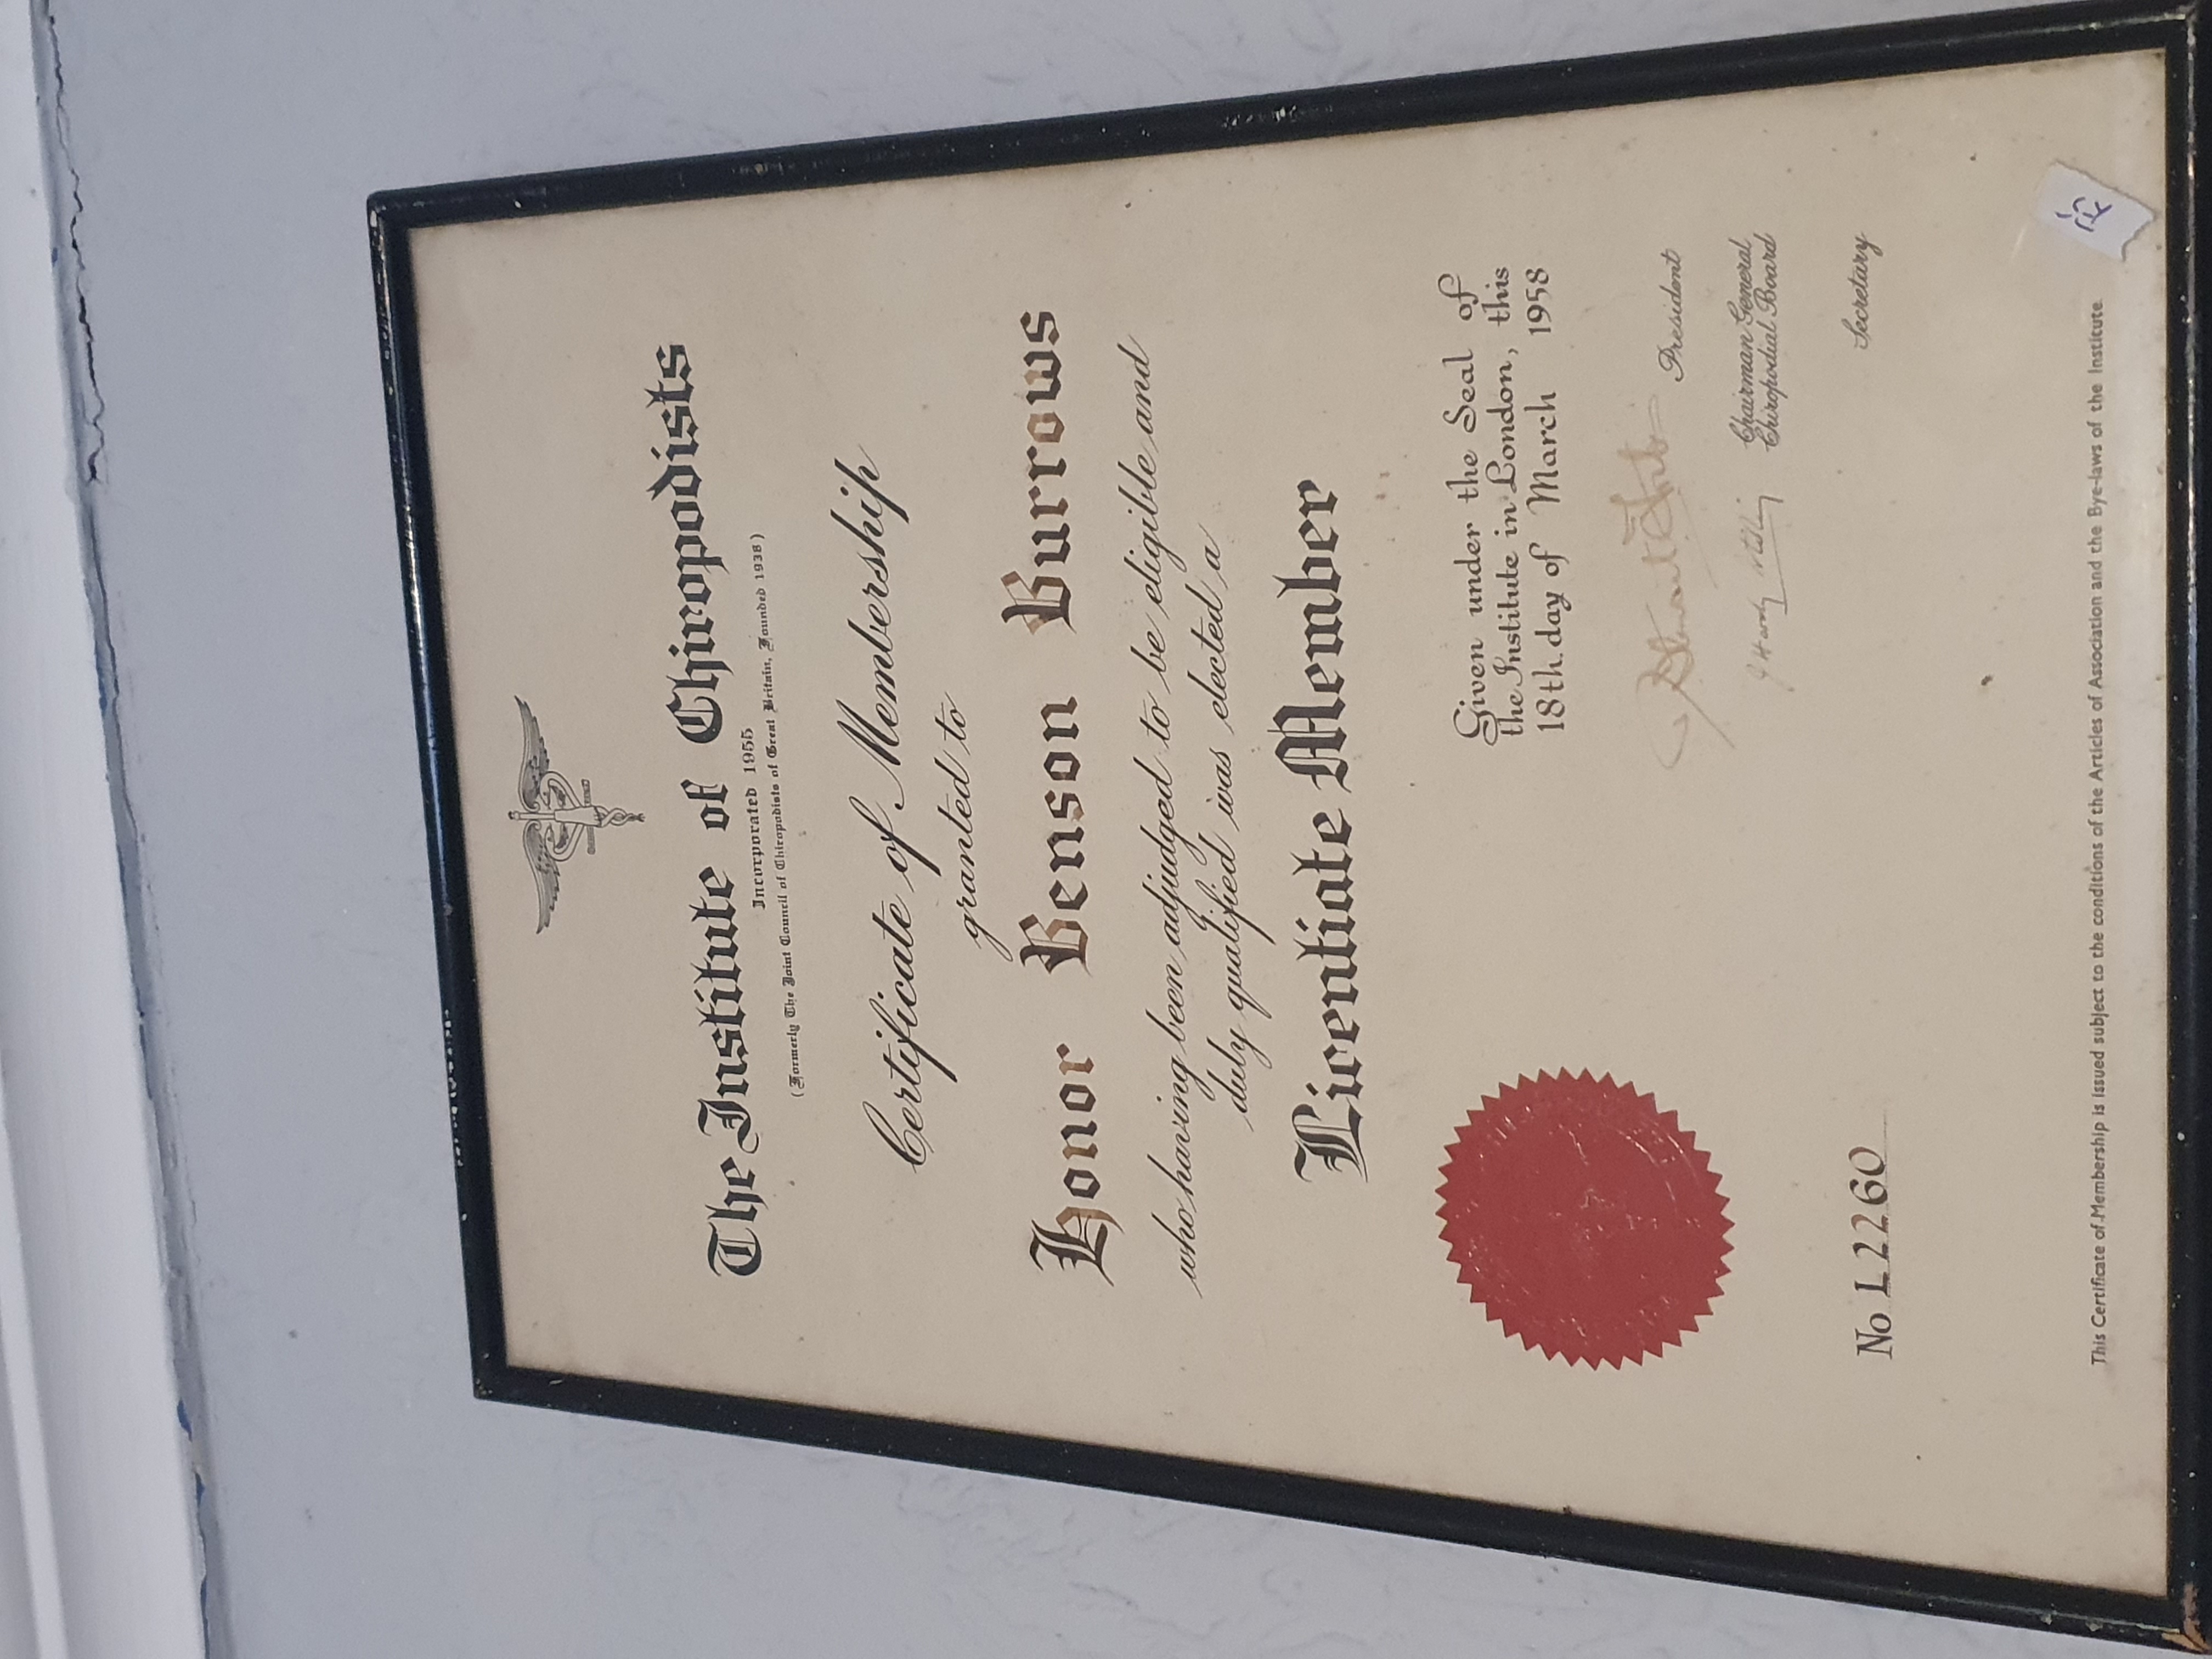 The Institute of Chiropodists
Incorporated 1955
(Formerly The Joint Council of Chiropodists of Great Britain, Founded 1938)
Certificate of Membership
granted to
Honor Benson Burrows
who having been adjudged to be eligible and
duly qualified was elected a
Licentiate Member
Given under the Seal of
the Institute in London, this
18th day of March 1958
President
Chairman General
Chiropodial Board
Secretary
No L2260
This Certificate of Membership is issued subject to the conditions of the Articles of Association and the Bye-laws of the Institute